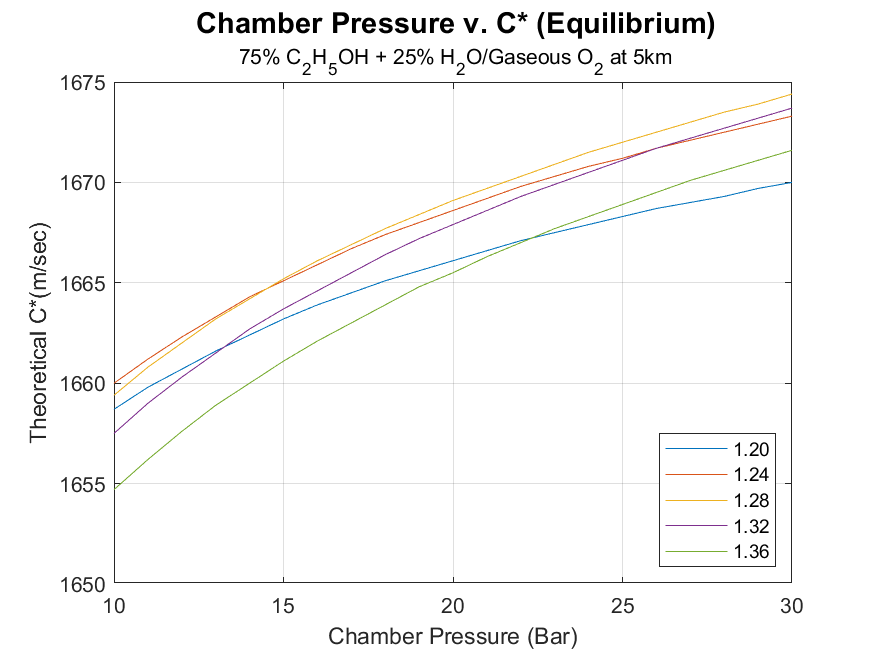 Chamber Pressure v. C* (Equilibrium)
75% C₂H₅OH + 25% H₂O/Gaseous O₂ at 5km
Theoretical C*(m/sec)
1675
1670
1665
1660
1655
1650
10 15 20 25 30
Chamber Pressure (Bar)
1.20
1.24
1.28
1.32
1.36